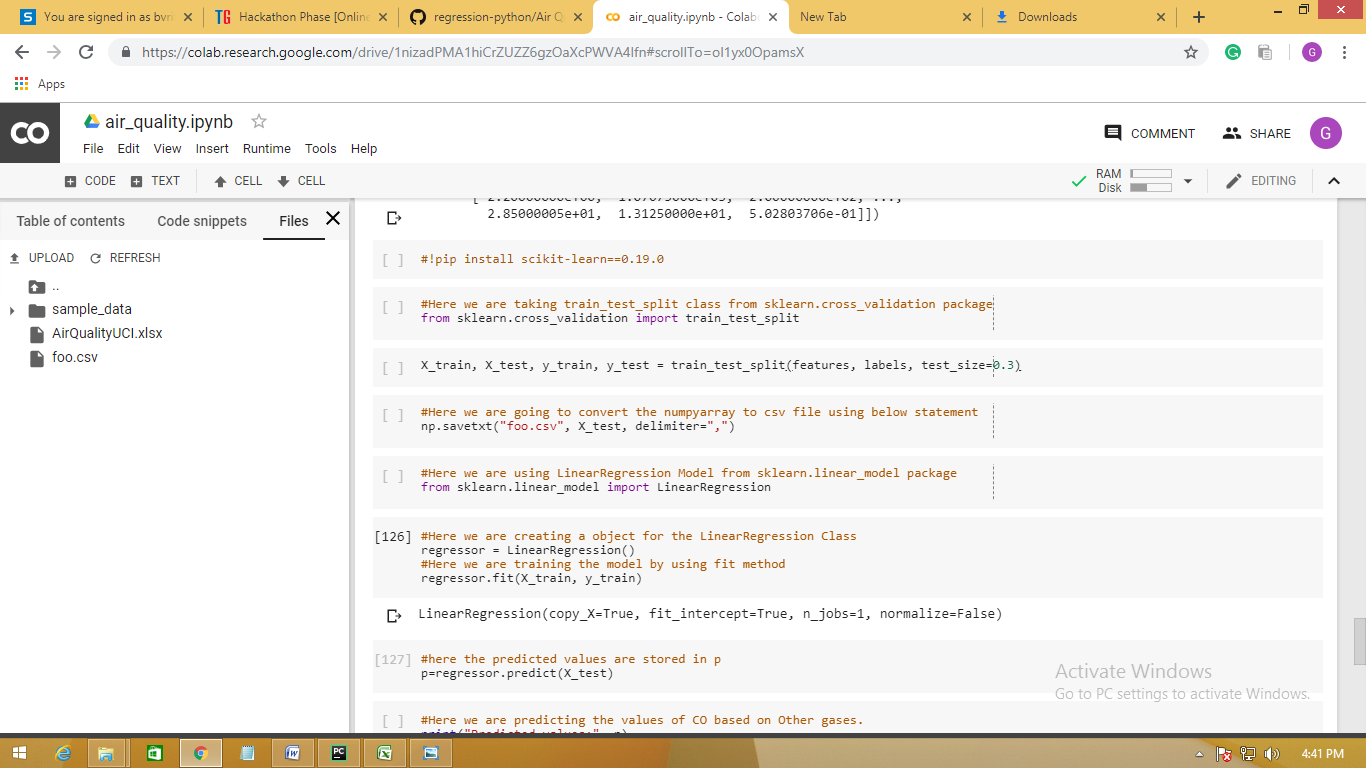 You are signed in as bvri
Hackathon Phase [Online
regression-python/Air Q
air_quality.ipynb - Colab
New Tab
Downloads
https://colab.research.google.com/drive/1nizadPMA1hiCrZUZZ6gzOaXcPWVA4lfn#scrollTo=oI1yx0OpamsX
Apps
air_quality.ipynb
File Edit View Insert Runtime Tools Help
COMMENT SHARE G
CODE TEXT CELL CELL
RAM
Disk
EDITING
Table of contents Code snippets Files
UPLOAD REFRESH
..
sample_data
AirQualityUCI.xlsx
foo.csv
2.85000005e+01, 1.31250000e+01, 5.02803706e-01]])
[ ] #!pip install scikit-learn==0.19.0
[ ] #Here we are taking train_test_split class from sklearn.cross_validation package
from sklearn.cross_validation import train_test_split
[ ] X_train, X_test, y_train, y_test = train_test_split(features, labels, test_size=0.3)
[ ] #Here we are going to convert the numpyarray to csv file using below statement
np.savetxt("foo.csv", X_test, delimiter=",")
[ ] #Here we are using LinearRegression Model from sklearn.linear_model package
from sklearn.linear_model import LinearRegression
[126] #Here we are creating a object for the LinearRegression Class
regressor = LinearRegression()
#Here we are training the model by using fit method
regressor.fit(X_train, y_train)
LinearRegression(copy_X=True, fit_intercept=True, n_jobs=1, normalize=False)
[127] #here the predicted values are stored in p
p=regressor.predict(X_test)
Activate Windows
Go to PC settings to activate Windows.
[ ] #Here we are predicting the values of CO based on Other gases.
print("Predicted values:", p)
4:41 PM